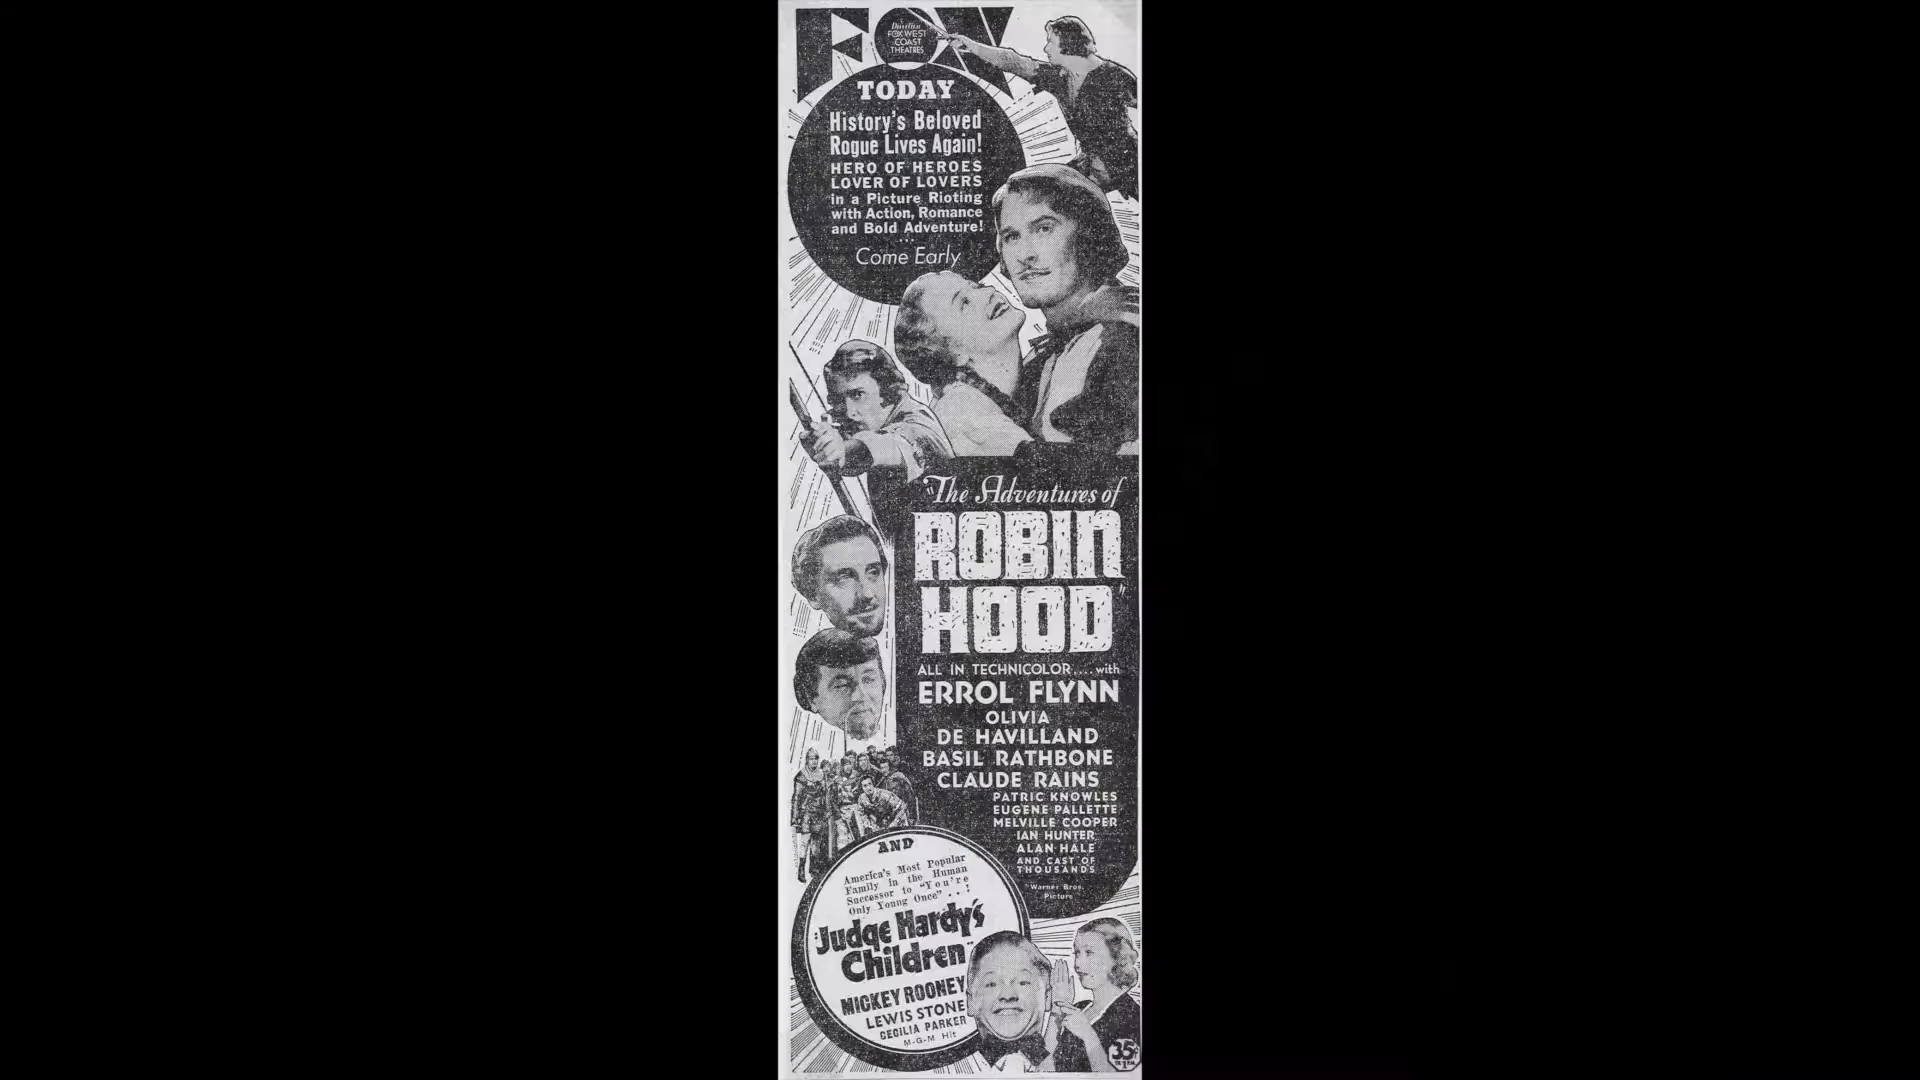 FOX
FOX WEST
COAST
THEATRES
TODAY
History's Beloved
Rogue Lives Again!
HERO OF HEROES
LOVER OF LOVERS
in a Picture Rioting
with Action, Romance
and Bold Adventure!
...
Come Early
"The Adventures of
ROBIN
HOOD"
ALL IN TECHNICOLOR....with
ERROL FLYNN
OLIVIA
DE HAVILLAND
BASIL RATHBONE
CLAUDE RAINS
PATRIC KNOWLES
EUGENE PALLETTE
MELVILLE COOPER
IAN HUNTER
ALAN HALE
AND CAST OF
THOUSANDS
Warner Bros.
Picture
AND
America's Most Popular
Family in the Human
Successor to "You're
Only Young Once" . . !
"Judge Hardy's
Children"
MICKEY ROONEY
LEWIS STONE
CECILIA PARKER
M-G-M Hit
35¢